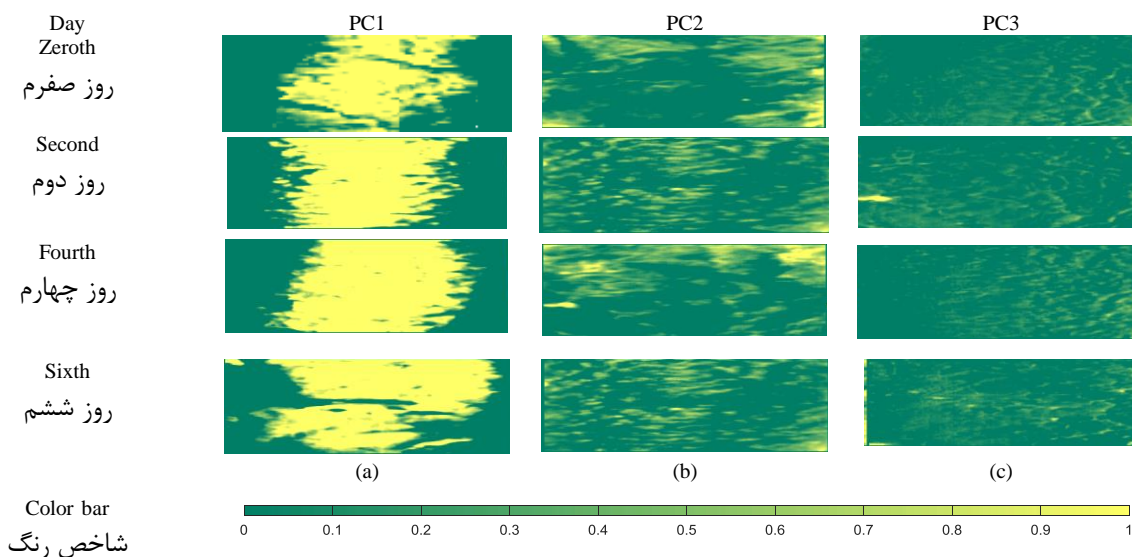 Day PC1 PC2 PC3
Zeroth
روز صفرم
Second
روز دوم
Fourth
روز چهارم
Sixth
روز ششم
(a) (b) (c)
Color bar
شاخص رنگ
0 0.1 0.2 0.3 0.4 0.5 0.6 0.7 0.8 0.9 1